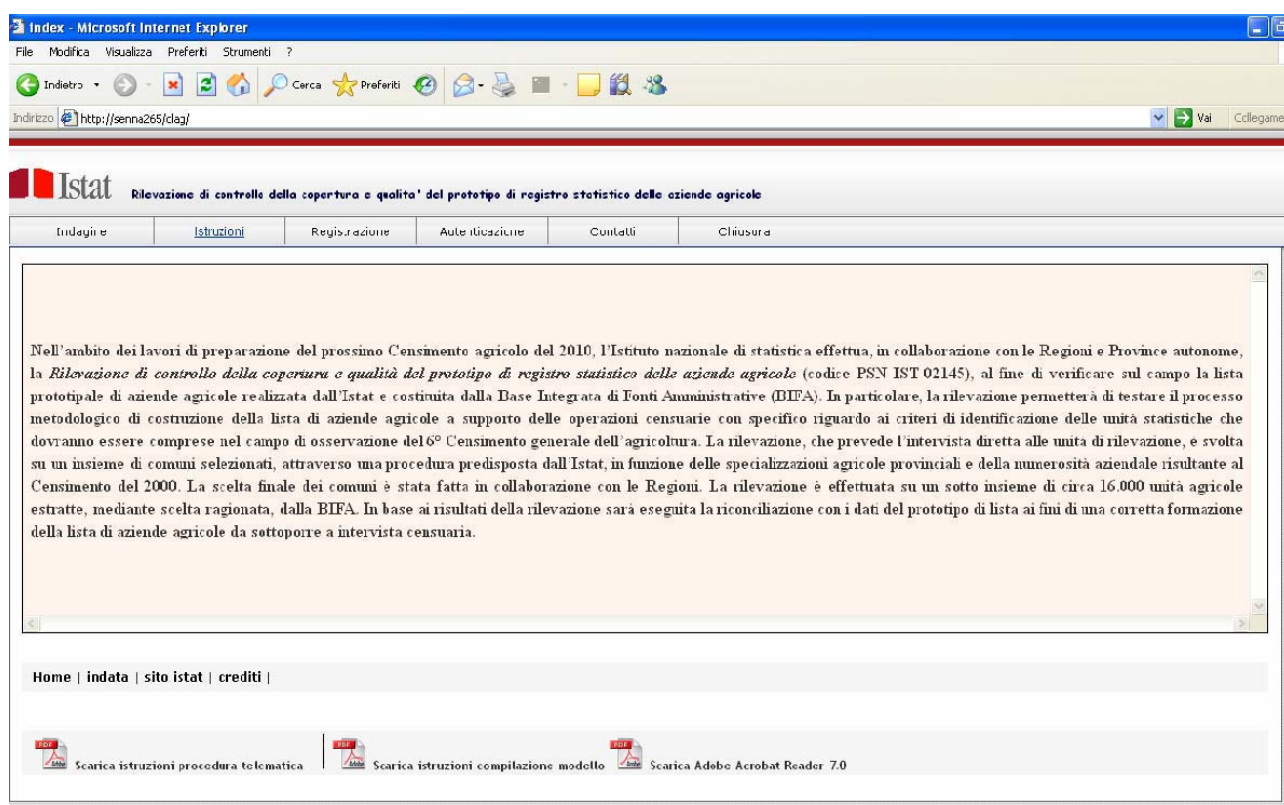 Index - Microsoft Internet Explorer
File Modifica Visualizza Preferiti Strumenti ?
Indietro Cerca Preferiti
Indirizzo http://senna265/clag/ Vai Collegame
Istat Rilevazione di controllo della copertura e qualita' del prototipo di registro statistico delle aziende agricole
Indagine Istruzioni Registrazione Autenticazione Contatti Chiusura
Nell'ambito dei lavori di preparazione del prossimo Censimento agricolo del 2010, l'Istituto nazionale di statistica effettua, in collaborazione con le Regioni e Province autonome,
la Rilevazione di controllo della copertura e qualità del prototipo di registro statistico delle aziende agricole (codice PSN IST 02145), al fine di verificare sul campo la lista
prototipale di aziende agricole realizzata dall'Istat e costituita dalla Base Integrata di Fonti Amministrative (BIFA). In particolare, la rilevazione permetterà di testare il processo
metodologico di costruzione della lista di aziende agricole a supporto delle operazioni censuarie con specifico riguardo ai criteri di identificazione delle unità statistiche che
dovranno essere comprese nel campo di osservazione del 6° Censimento generale dell'agricoltura. La rilevazione, che prevede l'intervista diretta alle unità di rilevazione, è svolta
su un insieme di comuni selezionati, attraverso una procedura predisposta dall'Istat, in funzione delle specializzazioni agricole provinciali e della numerosità aziendale risultante al
Censimento del 2000. La scelta finale dei comuni è stata fatta in collaborazione con le Regioni. La rilevazione è effettuata su un sotto insieme di circa 16.000 unità agricole
estratte, mediante scelta ragionata, dalla BIFA. In base ai risultati della rilevazione sarà eseguita la riconciliazione con i dati del prototipo di lista ai fini di una corretta formazione
della lista di aziende agricole da sottoporre a intervista censuaria.
Home | indata | sito istat | crediti |
Scarica istruzioni procedura telematica Scarica istruzioni compilazione modello Scarica Adobe Acrobat Reader 7.0